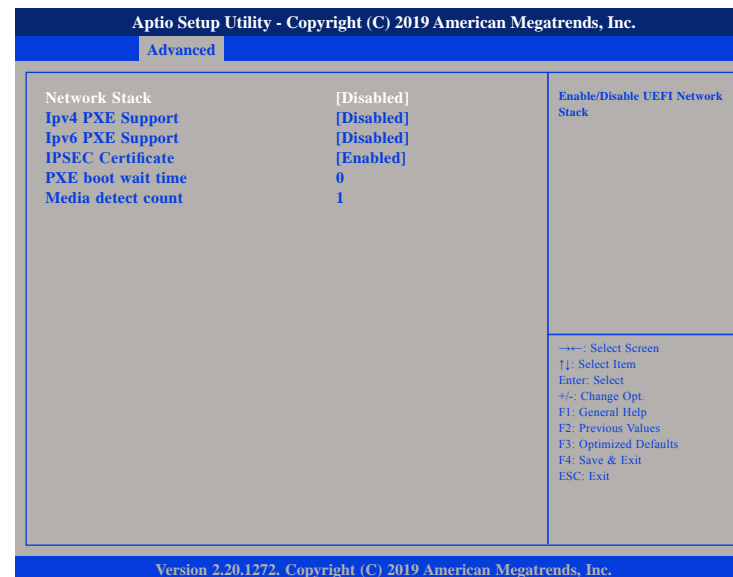 Aptio Setup Utility - Copyright (C) 2019 American Megatrends, Inc.
Advanced
Network Stack [Disabled]
Ipv4 PXE Support [Disabled]
Ipv6 PXE Support [Disabled]
IPSEC Certificate [Enabled]
PXE boot wait time 0
Media detect count 1
Enable/Disable UEFI Network
Stack
→←: Select Screen
↑↓: Select Item
Enter: Select
+/-: Change Opt.
F1: General Help
F2: Previous Values
F3: Optimized Defaults
F4: Save & Exit
ESC: Exit
Version 2.20.1272. Copyright (C) 2019 American Megatrends, Inc.